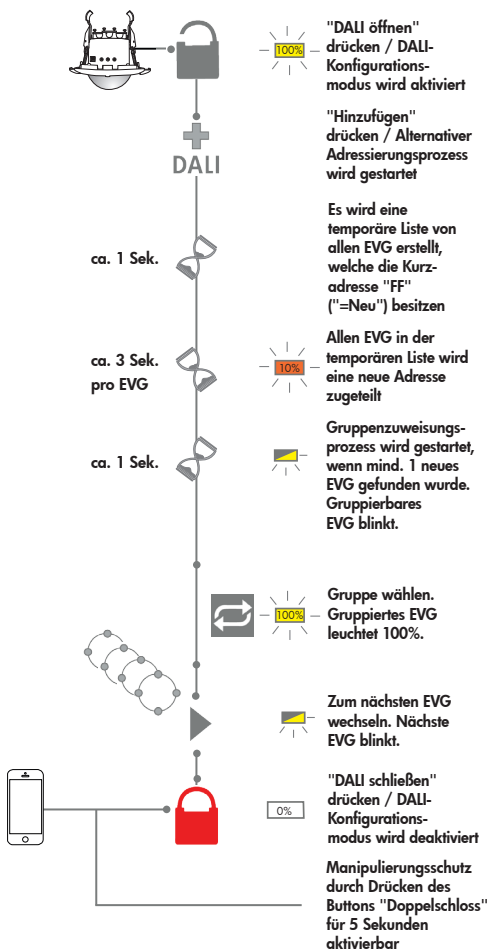 100%
"DALI öffnen"
drücken / DALI-
Konfigurations-
modus wird aktiviert
DALI
"Hinzufügen"
drücken / Alternativer
Adressierungsprozess
wird gestartet
ca. 1 Sek.
Es wird eine
temporäre Liste von
allen EVG erstellt,
welche die Kurz-
adresse "FF"
("=Neu") besitzen
ca. 3 Sek.
pro EVG
10%
Allen EVG in der
temporären Liste wird
eine neue Adresse
zugeteilt
ca. 1 Sek.
Gruppenzuweisungs-
prozess wird gestartet,
wenn mind. 1 neues
EVG gefunden wurde.
Gruppierbares
EVG blinkt.
100%
Gruppe wählen.
Gruppiertes EVG
leuchtet 100%.
Zum nächsten EVG
wechseln. Nächste
EVG blinkt.
0%
"DALI schließen"
drücken / DALI-
Konfigurations-
modus wird deaktiviert
Manipulierungsschutz
durch Drücken des
Buttons "Doppelschloss"
für 5 Sekunden
aktivierbar